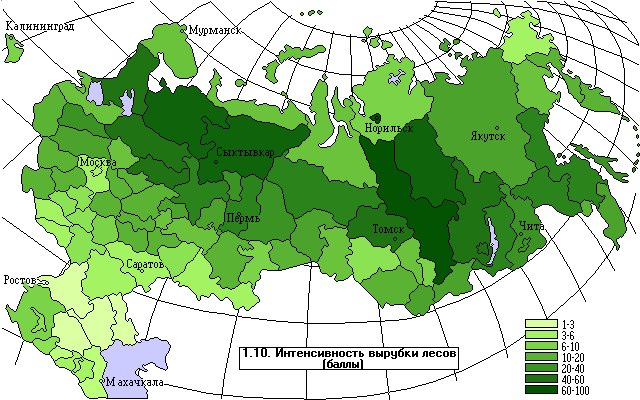 Калининград
Мурманск
Норильск
Якутск
Сыктывкар
Москва
Пермь
Томск
Чита
Саратов
Ростов
Махачкала
1.10. Интенсивность вырубки лесов
(баллы)
1-3
3-6
6-10
10-20
20-40
40-60
60-100